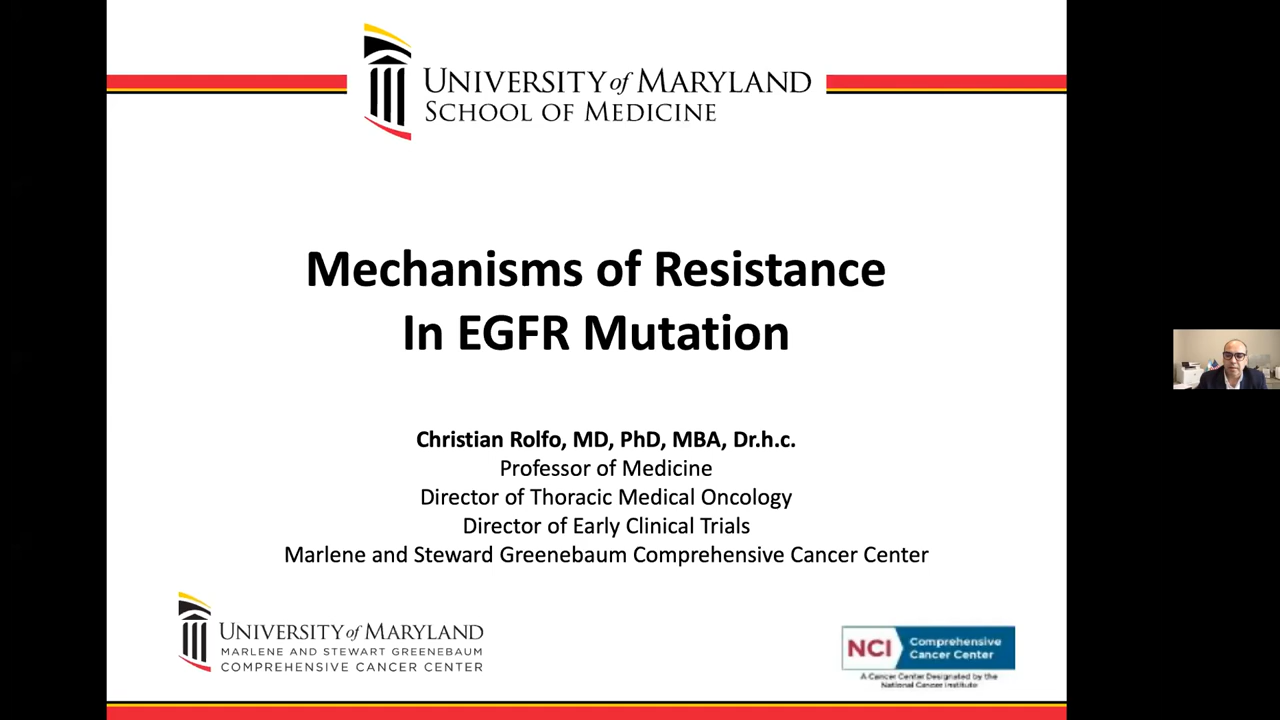 UNIVERSITY of MARYLAND
SCHOOL OF MEDICINE
Mechanisms of Resistance
In EGFR Mutation
Christian Rolfo, MD, PhD, MBA, Dr.h.c.
Professor of Medicine
Director of Thoracic Medical Oncology
Director of Early Clinical Trials
Marlene and Steward Greenebaum Comprehensive Cancer Center
UNIVERSITY of MARYLAND
MARLENE AND STEWART GREENEBAUM
COMPREHENSIVE CANCER CENTER
NCI Comprehensive
Cancer Center
A Cancer Center Designated by the
National Cancer Institute